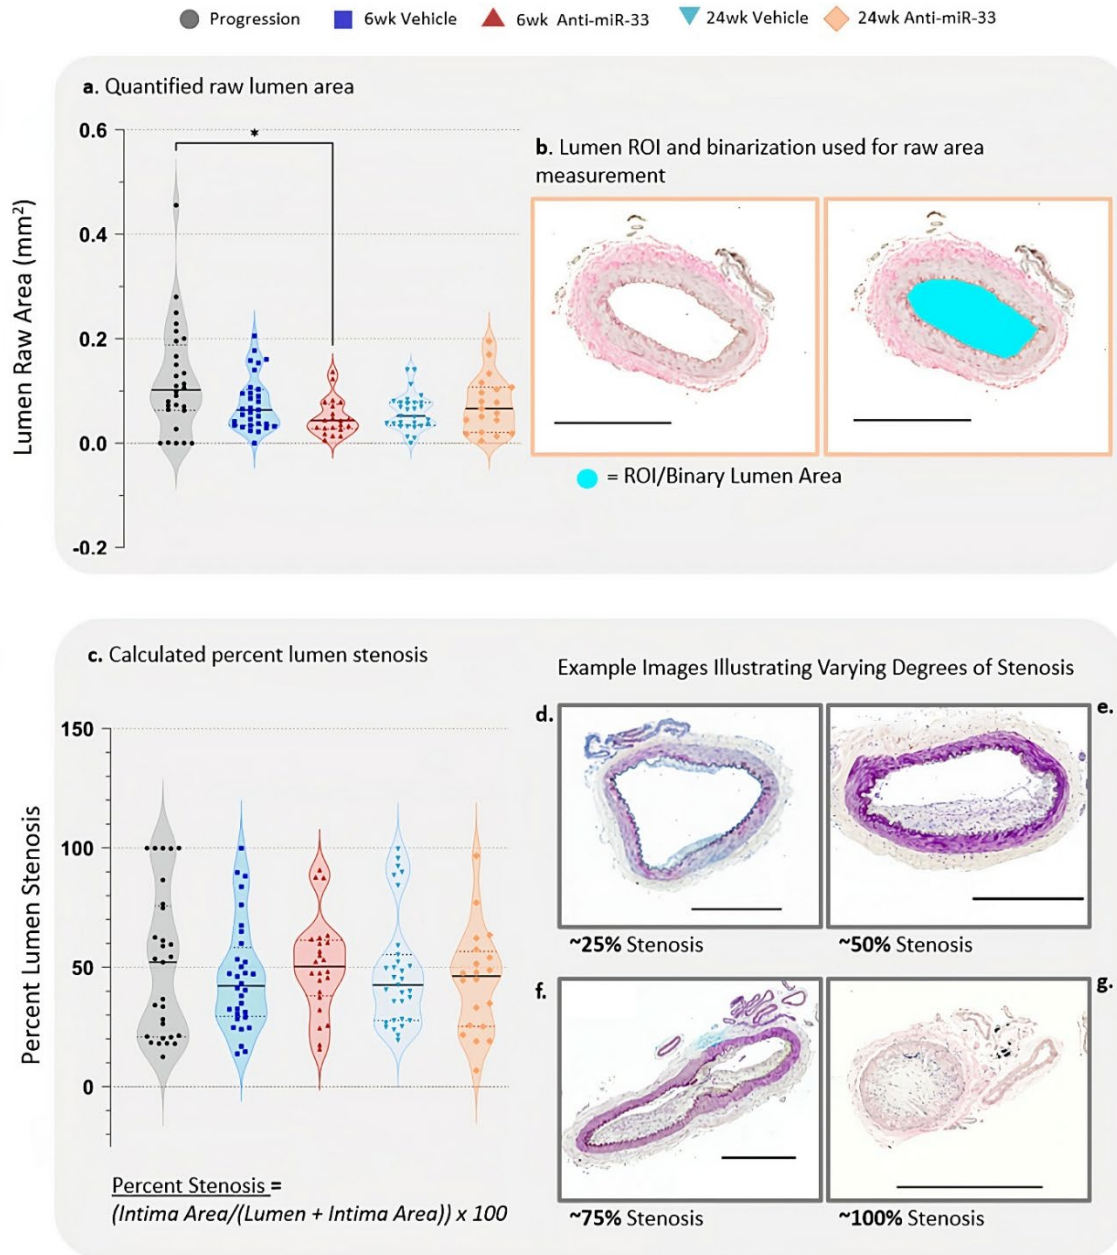 Progression 6wk Vehicle 6wk Anti-miR-33 24wk Vehicle 24wk Anti-miR-33
a. Quantified raw lumen area
Lumen Raw Area (mm²)
0.6
0.4
0.2
0.0
-0.2
*
b. Lumen ROI and binarization used for raw area
measurement
= ROI/Binary Lumen Area
c. Calculated percent lumen stenosis
Percent Lumen Stenosis
150
100
50
0
Percent Stenosis =
(Intima Area/(Lumen + Intima Area)) x 100
Example Images Illustrating Varying Degrees of Stenosis
d.
e.
~25% Stenosis
~50% Stenosis
f.
g.
~75% Stenosis
~100% Stenosis